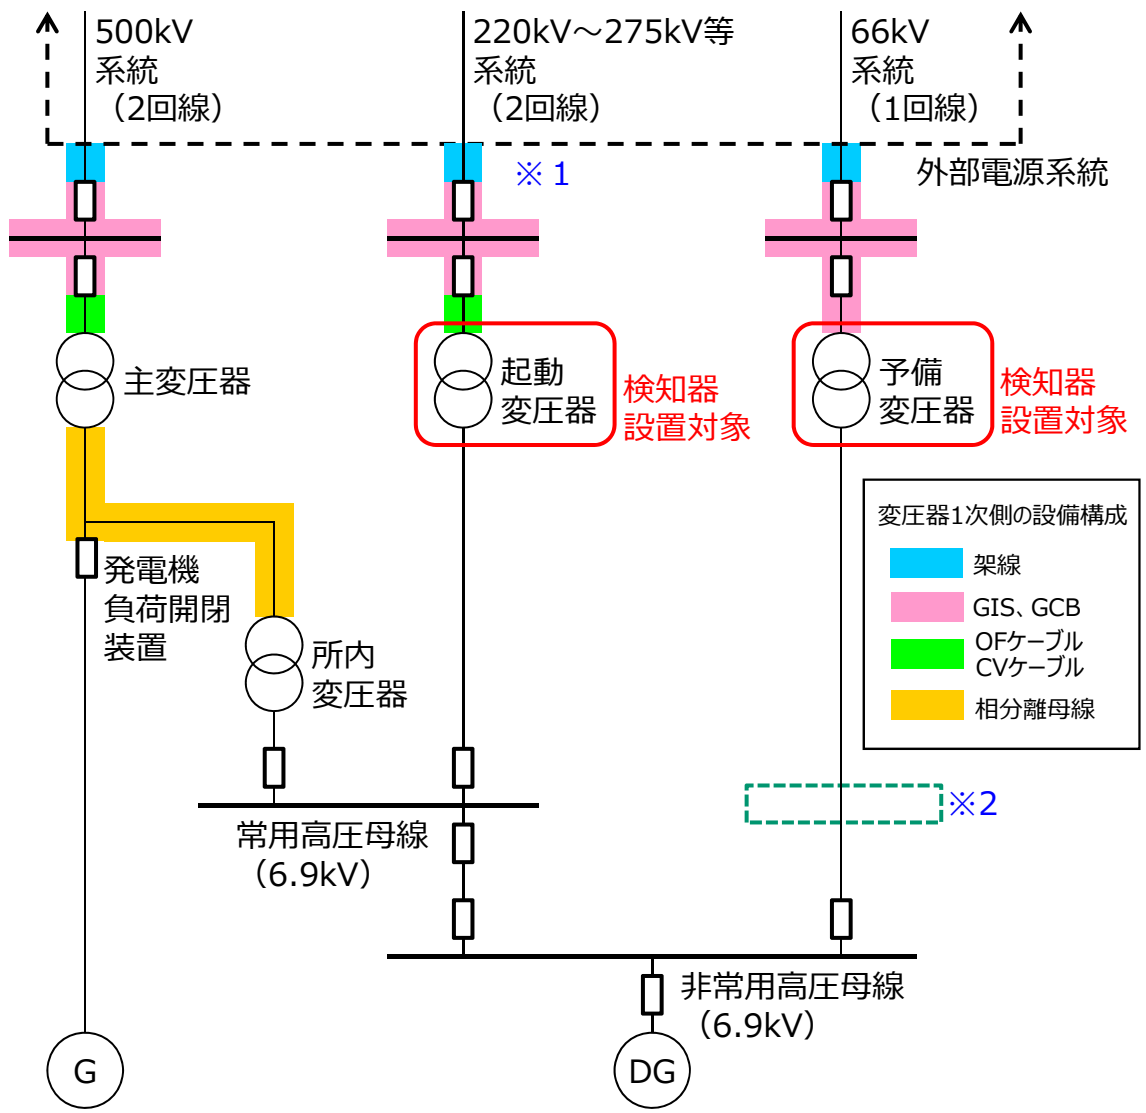 500kV
系統
（2回線）
220kV～275kV等
系統
（2回線）
66kV
系統
（1回線）
※１
外部電源系統
主変圧器
起動
変圧器
検知器
設置対象
予備
変圧器
検知器
設置対象
変圧器1次側の設備構成
架線
GIS、GCB
OFケーブル
CVケーブル
相分離母線
発電機
負荷開閉
装置
所内
変圧器
※2
常用高圧母線
（6.9kV）
非常用高圧母線
（6.9kV）
G
DG